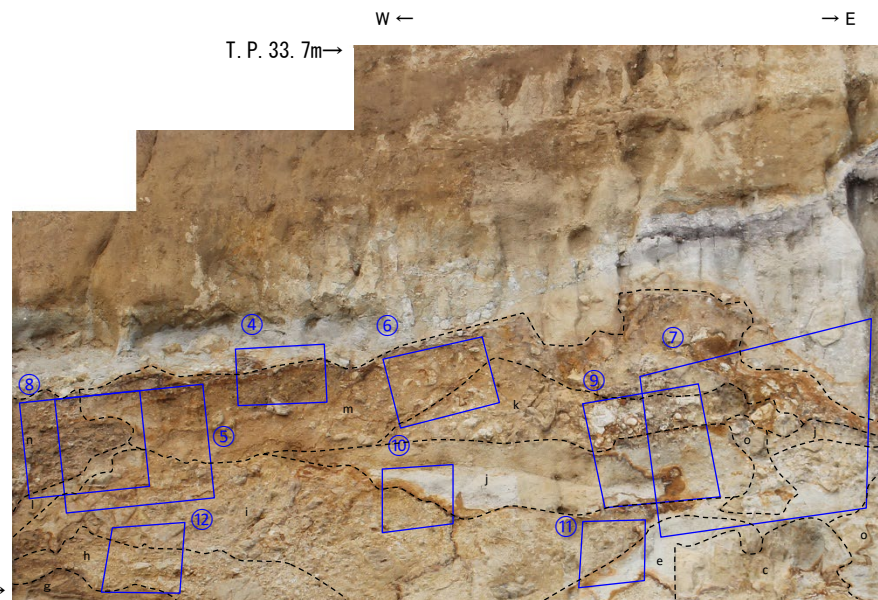 W ← → E
T.P.33.7m→
④ ⑥
⑦
⑧ ⑨
m k
⑤ ⑩
n o j
j
l i ⑫ ⑪ o
h e c
g
→